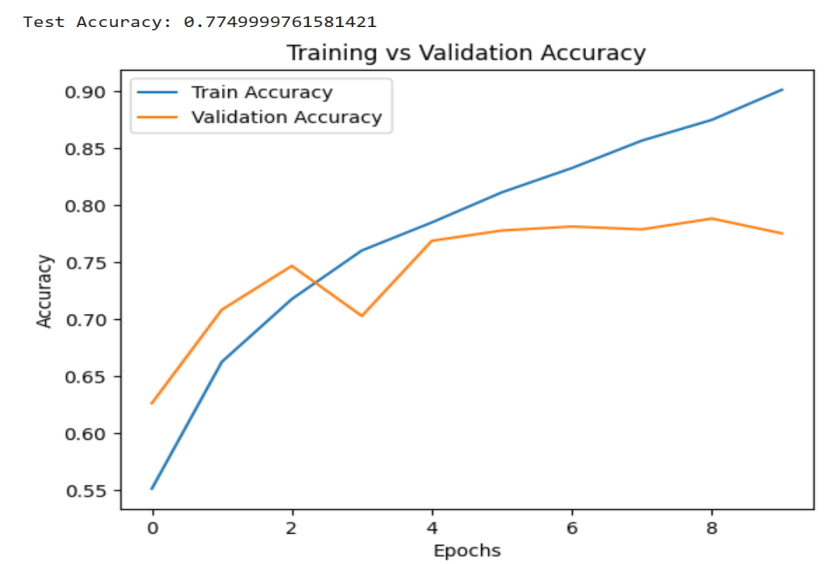 Test Accuracy: 0.7749999761581421
Training vs Validation Accuracy
Train Accuracy
Validation Accuracy
0.90
0.85
0.80
0.75
0.70
0.65
0.60
0.55
Accuracy
0 2 4 6 8
Epochs